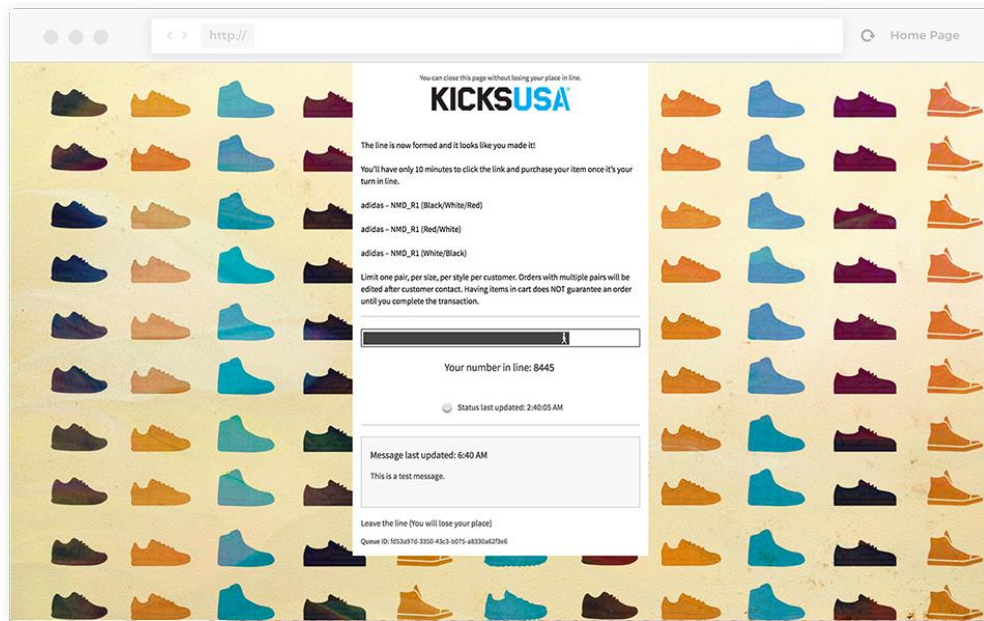 http://
Home Page
You can close this page without losing your place in line.
KICKSUSA
The line is now formed and it looks like you made it!
You'll have only 10 minutes to click the link and purchase your item once it's your
turn in line.
adidas – NMD_R1 (Black/White/Red)
adidas – NMD_R1 (Red/White)
adidas – NMD_R1 (White/Black)
Limit one pair, per size, per style per customer. Orders with multiple pairs will be
edited after customer contact. Having items in cart does NOT guarantee an order
until you complete the transaction.
Your number in line: 8445
Status last updated: 2:40:05 AM
Message last updated: 6:40 AM
This is a test message.
Leave the line (You will lose your place)
Queue ID: fd53a97d-3350-43c3-b075-a8330a62f3e6